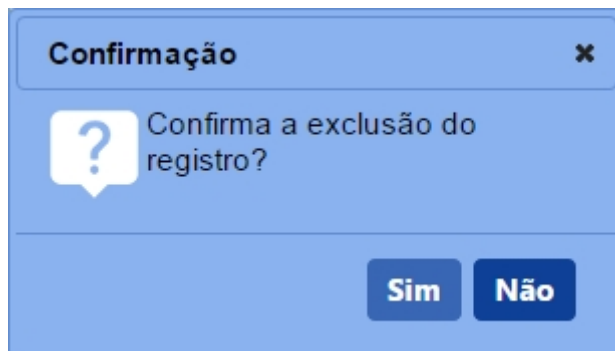 Confirmação
Confirma a exclusão do
registro?
Sim Não